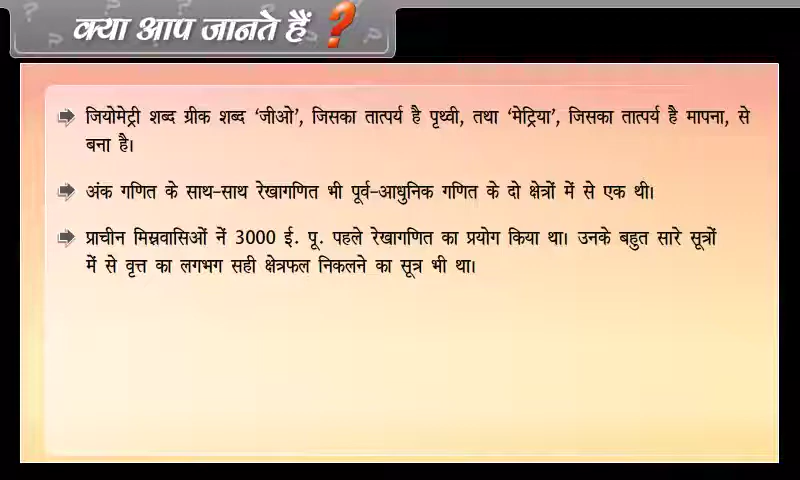 क्या आप जानते हैं ?
जियोमेट्री शब्द ग्रीक शब्द ‘जीओ’, जिसका तात्पर्य है पृथ्वी, तथा ‘मेट्रिया’, जिसका तात्पर्य है मापना, से
बना है।
अंक गणित के साथ-साथ रेखागणित भी पूर्व-आधुनिक गणित के दो क्षेत्रों में से एक थी।
प्राचीन मिस्रवासिओं नें 3000 ई. पू. पहले रेखागणित का प्रयोग किया था। उनके बहुत सारे सूत्रों
में से वृत्त का लगभग सही क्षेत्रफल निकलने का सूत्र भी था।